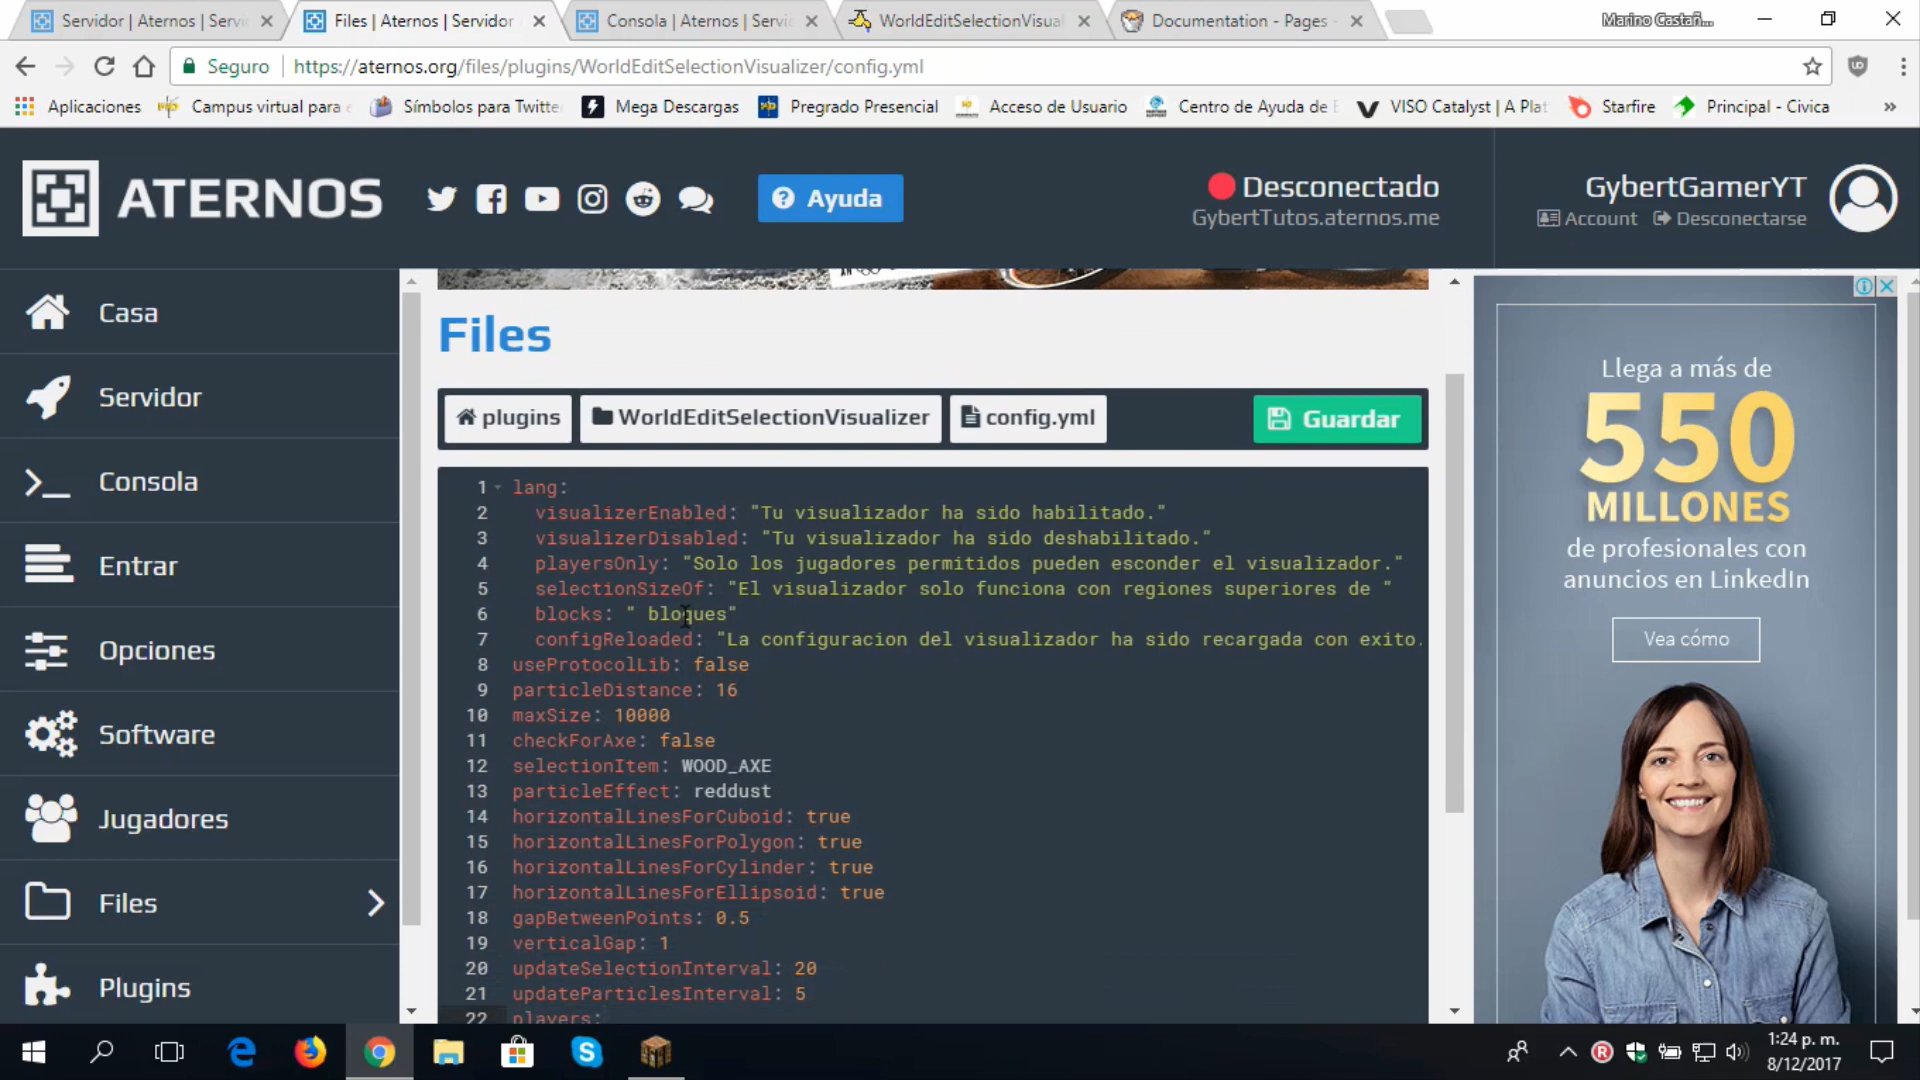 Servidor | Aternos | Servi
Files | Aternos | Servidor
Consola | Aternos | Servi
WorldEditSelectionVisual
Documentation - Pages -
Marino Castañ...
Seguro
https://aternos.org/files/plugins/WorldEditSelectionVisualizer/config.yml
Aplicaciones
Campus virtual para e
Símbolos para Twitte
Mega Descargas
Pregrado Presencial
Acceso de Usuario
Centro de Ayuda de E
VISO Catalyst | A Plat
Starfire
Principal - Civica
»
ATERNOS
Ayuda
Desconectado
GybertTutos.aternos.me
GybertGamerYT
Account
Desconectarse
Casa
Servidor
Consola
Entrar
Opciones
Software
Jugadores
Files
Plugins
Files
plugins
WorldEditSelectionVisualizer
config.yml
Guardar
1 lang:
2 visualizerEnabled: "Tu visualizador ha sido habilitado."
3 visualizerDisabled: "Tu visualizador ha sido deshabilitado."
4 playersOnly: "Solo los jugadores permitidos pueden esconder el visualizador."
5 selectionSizeOf: "El visualizador solo funciona con regiones superiores de "
6 blocks: " bloques"
7 configReloaded: "La configuracion del visualizador ha sido recargada con exito.
8 useProtocolLib: false
9 particleDistance: 16
10 maxSize: 10000
11 checkForAxe: false
12 selectionItem: WOOD_AXE
13 particleEffect: reddust
14 horizontalLinesForCuboid: true
15 horizontalLinesForPolygon: true
16 horizontalLinesForCylinder: true
17 horizontalLinesForEllipsoid: true
18 gapBetweenPoints: 0.5
19 verticalGap: 1
20 updateSelectionInterval: 20
21 updateParticlesInterval: 5
22 players:
Llega a más de
550
MILLONES
de profesionales con
anuncios en LinkedIn
Vea cómo
1:24 p. m.
8/12/2017